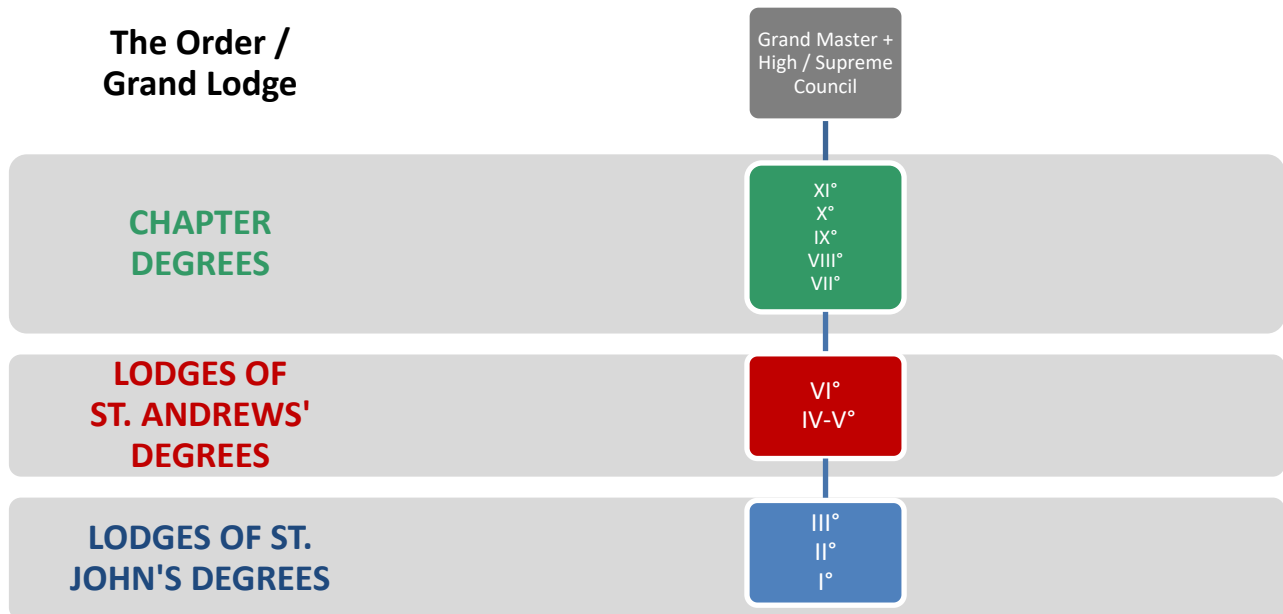 The Order /
Grand Lodge
Grand Master +
High / Supreme
Council
CHAPTER
DEGREES
XI°
X°
IX°
VIII°
VII°
LODGES OF
ST. ANDREWS'
DEGREES
VI°
IV-V°
LODGES OF ST.
JOHN'S DEGREES
III°
II°
I°